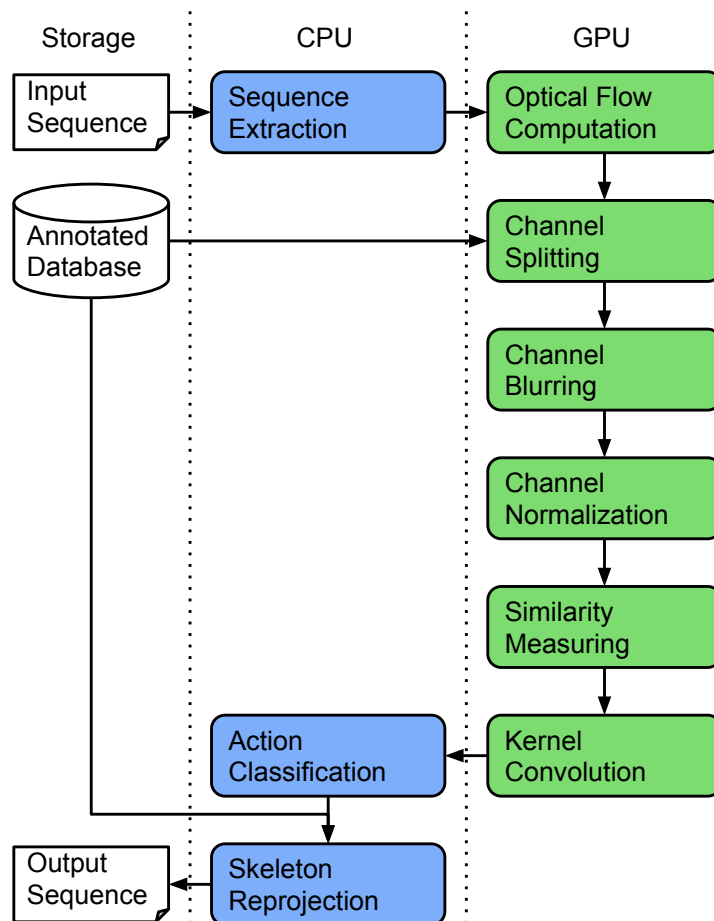 Storage
CPU
GPU
Input
Sequence
Sequence
Extraction
Optical Flow
Computation
Annotated
Database
Channel
Splitting
Channel
Blurring
Channel
Normalization
Similarity
Measuring
Action
Classification
Kernel
Convolution
Output
Sequence
Skeleton
Reprojection